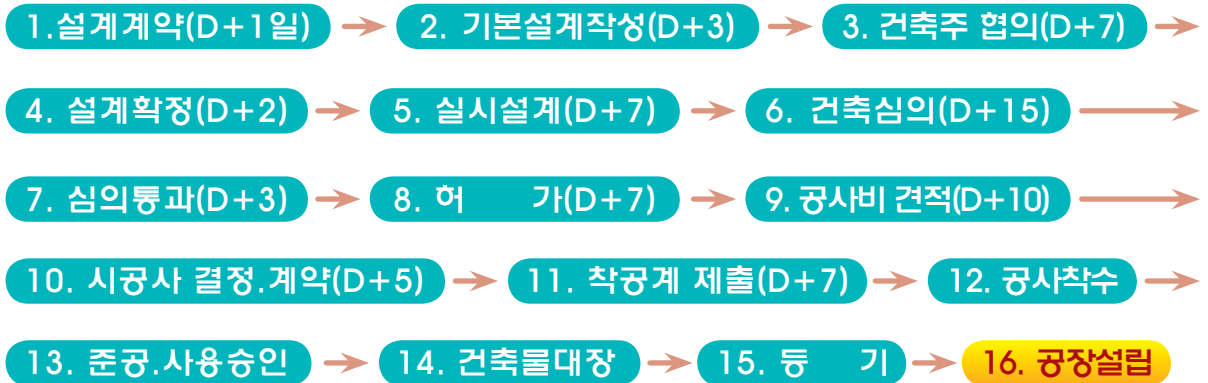 1.설계계약(D+1일) 2. 기본설계작성(D+3) 3. 건축주 협의(D+7)
4. 설계확정(D+2) 5. 실시설계(D+7) 6. 건축심의(D+15)
7. 심의통과(D+3) 8. 허 가(D+7) 9. 공사비 견적(D+10)
10. 시공사 결정.계약(D+5) 11. 착공계 제출(D+7) 12. 공사착수
13. 준공.사용승인 14. 건축물대장 15. 등 기 16. 공장설립